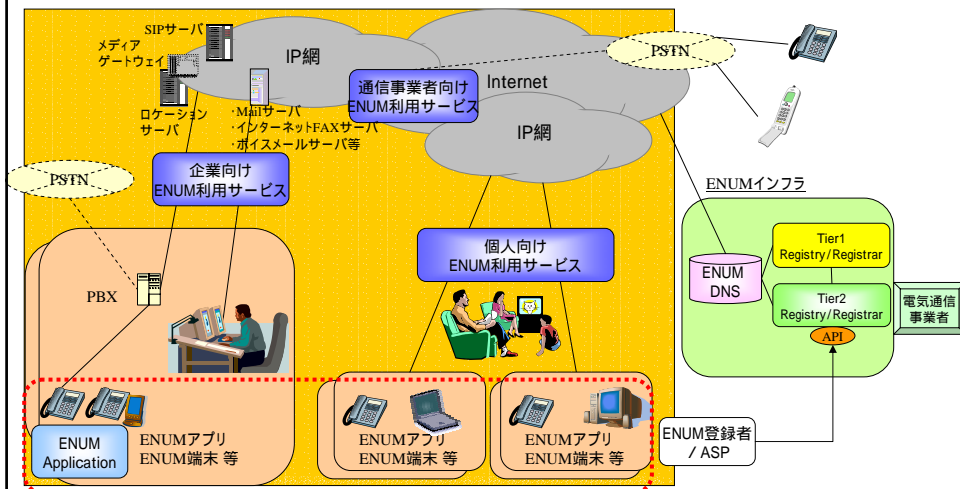 SIPサーバ
メディア
ゲートウェイ
IP網
ロケーション
サーバ
・Mailサーバ
・インターネットFAXサーバ
・ボイスメールサーバ等
通信事業者向け
ENUM利用サービス
Internet
IP網
PSTN
PSTN
企業向け
ENUM利用サービス
個人向け
ENUM利用サービス
PBX
ENUMインフラ
ENUM
DNS
Tier1
Registry/Registrar
Tier2
Registry/Registrar
API
電気通信
事業者
ENUM
Application
ENUMアプリ
ENUM端末 等
ENUMアプリ
ENUM端末 等
ENUMアプリ
ENUM端末 等
ENUM登録者
/ ASP